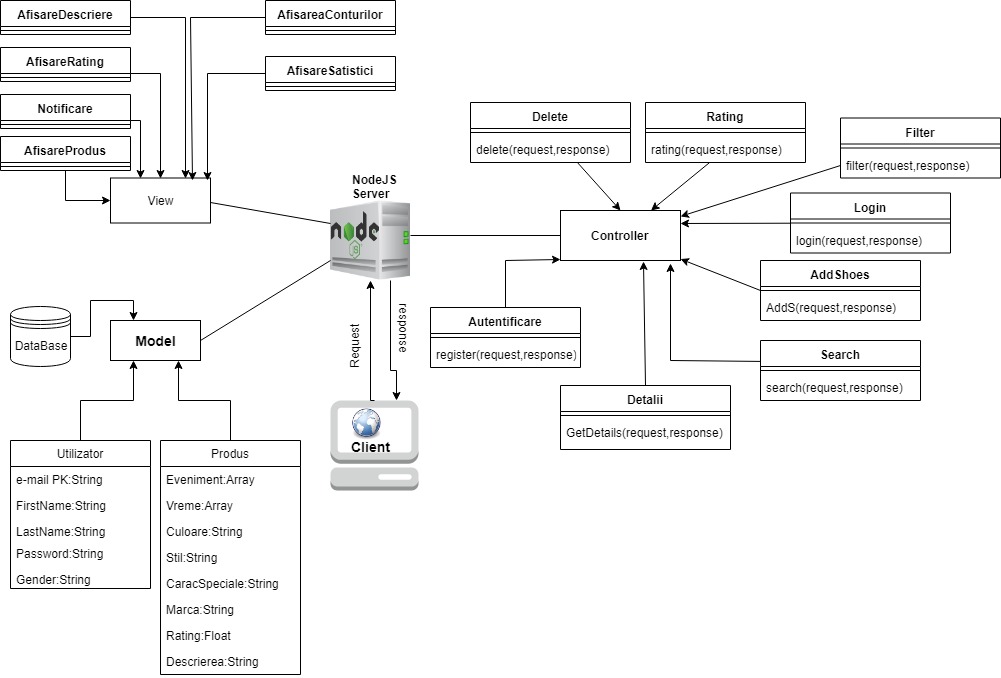 AfisareDescriere
AfisareRating
Notificare
AfisareProdus
AfisareaConturilor
AfisareSatistici
View
NodeJS
Server
node
JS
DataBase
Model
Utilizator
e-mail PK:String
FirstName:String
LastName:String
Password:String
Gender:String
Produs
Eveniment:Array
Vreme:Array
Culoare:String
Stil:String
CaracSpeciale:String
Marca:String
Rating:Float
Descrierea:String
Request
response
Client
Controller
Delete
delete(request,response)
Rating
rating(request,response)
Filter
filter(request,response)
Login
login(request,response)
AddShoes
AddS(request,response)
Search
search(request,response)
Autentificare
register(request,response)
Detalii
GetDetails(request,response)